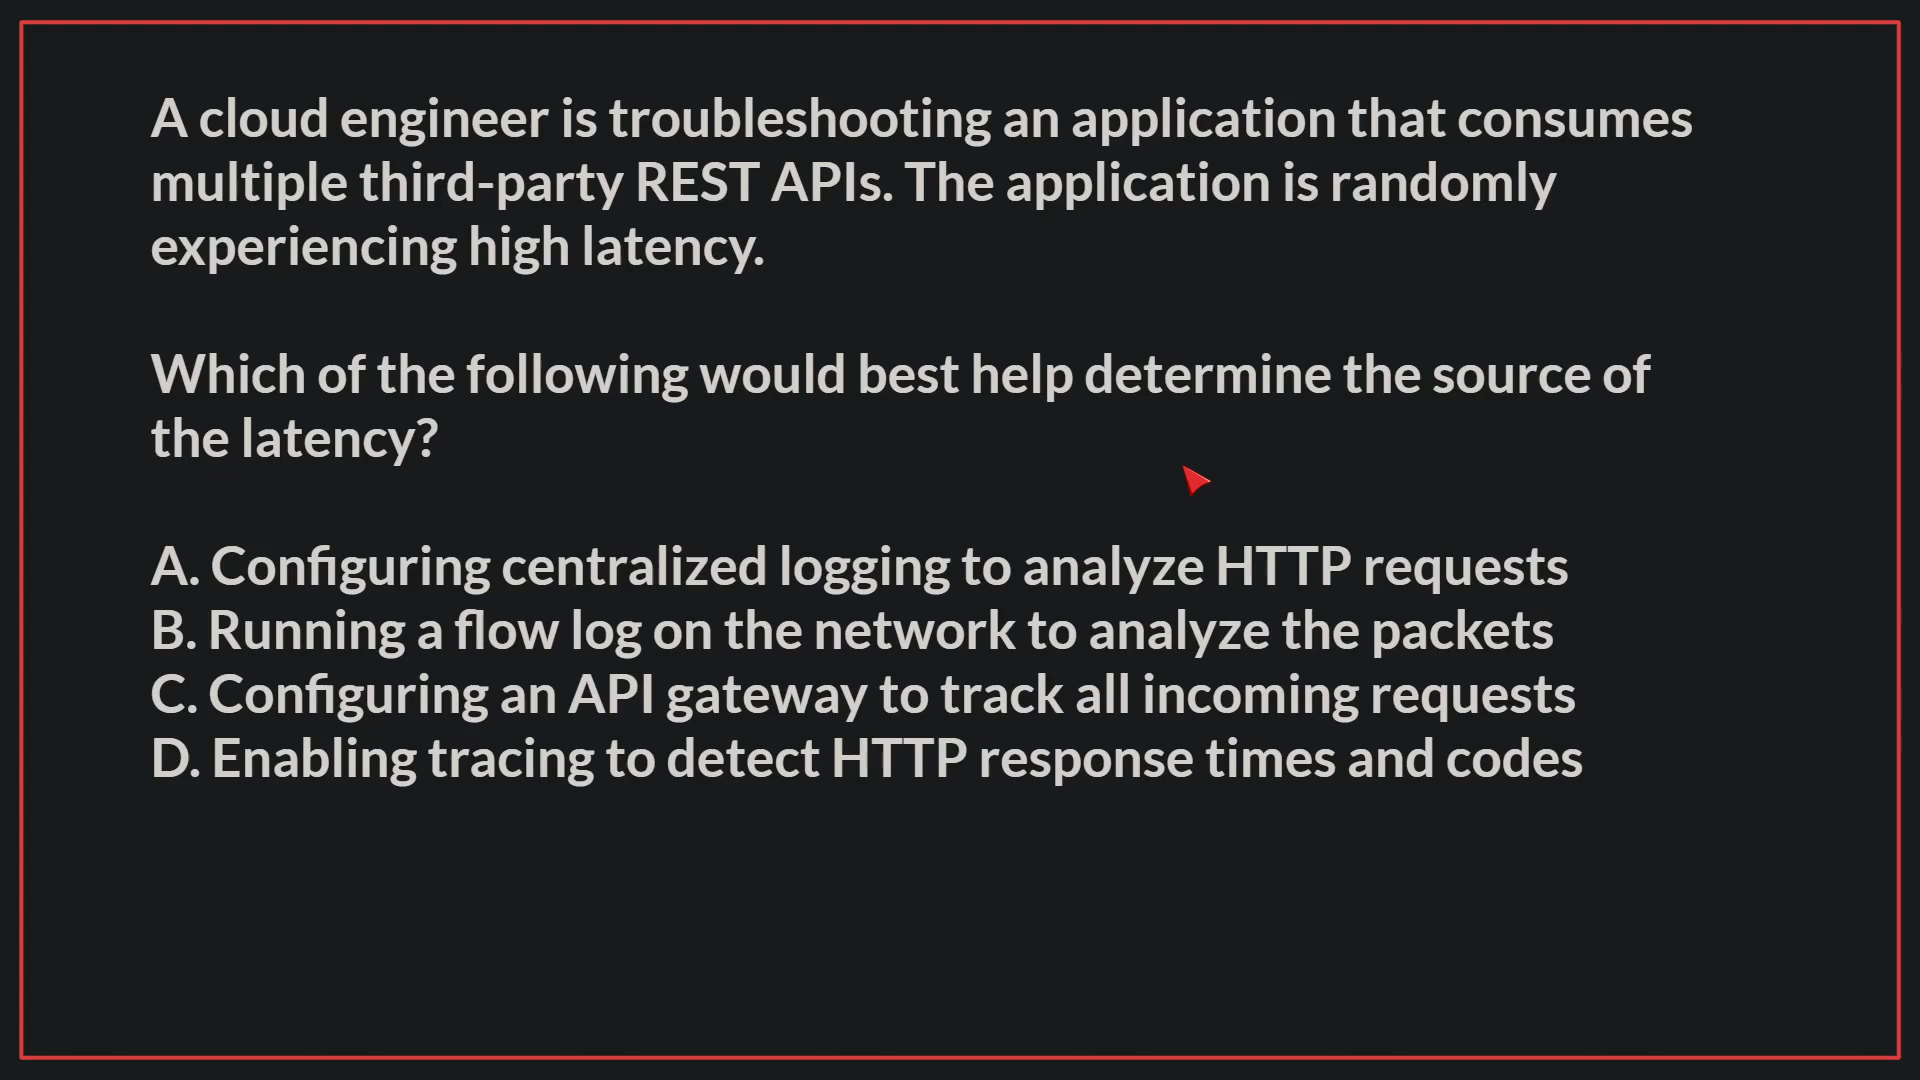 A cloud engineer is troubleshooting an application that consumes
multiple third-party REST APIs. The application is randomly
experiencing high latency.
Which of the following would best help determine the source of
the latency?
A. Configuring centralized logging to analyze HTTP requests
B. Running a flow log on the network to analyze the packets
C. Configuring an API gateway to track all incoming requests
D. Enabling tracing to detect HTTP response times and codes